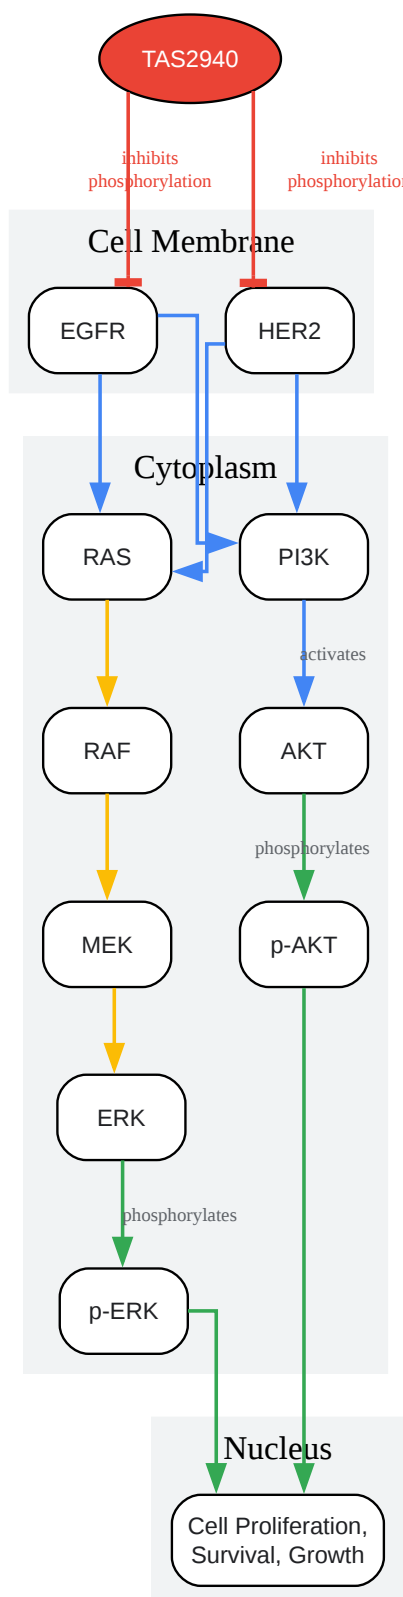 TAS2940
inhibits
phosphorylation
inhibits
phosphorylation
Cell Membrane
EGFR
HER2
Cytoplasm
RAS
PI3K
activates
RAF
AKT
phosphorylates
MEK
p-AKT
ERK
phosphorylates
p-ERK
Nucleus
Cell Proliferation,
Survival, Growth